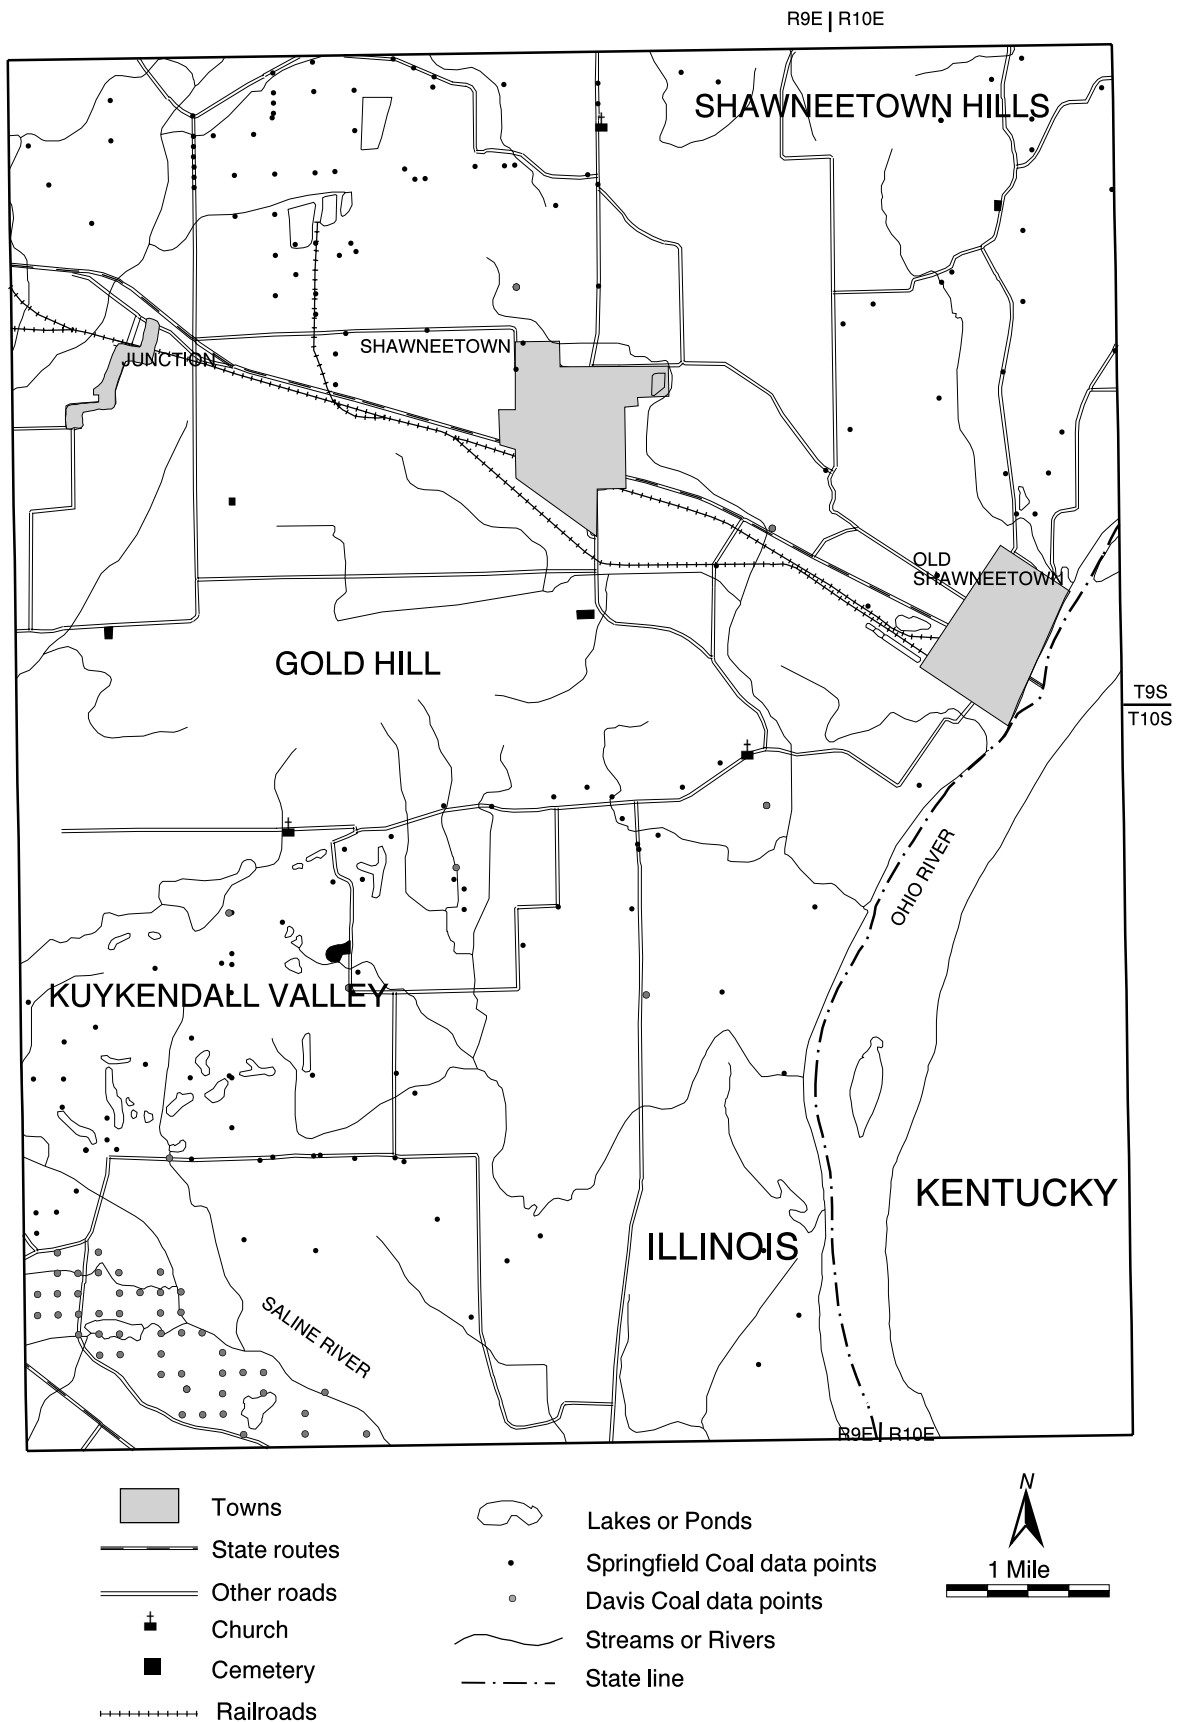 R9E R10E
SHAWNEETOWN HILLS
JUNCTION
SHAWNEETOWN
OLD
SHAWNEETOWN
GOLD HILL
T9S
T10S
OHIO RIVER
KUYKENDALL VALLEY
KENTUCKY
ILLINOIS
SALINE RIVER
R9E R10E
Towns
State routes
Other roads
Church
Cemetery
Railroads
Lakes or Ponds
Springfield Coal data points
Davis Coal data points
Streams or Rivers
State line
N
1 Mile